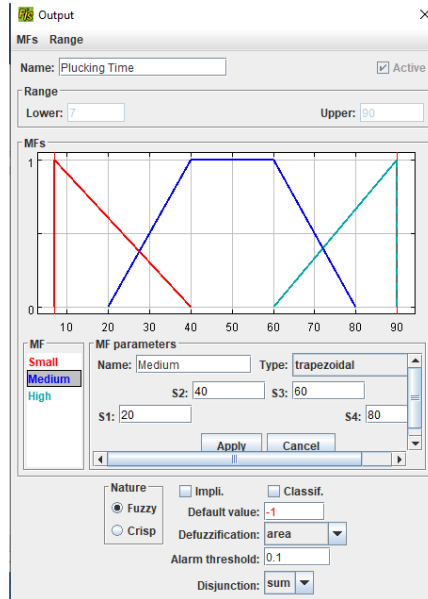 Fis Output
MFs Range
Name: Plucking Time Active
Range
Lower: 7 Upper: 90
MFs
1
0
10 20 30 40 50 60 70 80 90
MF
Small
Medium
High
MF parameters
Name: Medium Type: trapezoidal
S2: 40 S3: 60
S1: 20 S4: 80
Apply Cancel
Nature
Fuzzy
Crisp
Impli. Classif.
Default value: -1
Defuzzification: area
Alarm threshold: 0.1
Disjunction: sum